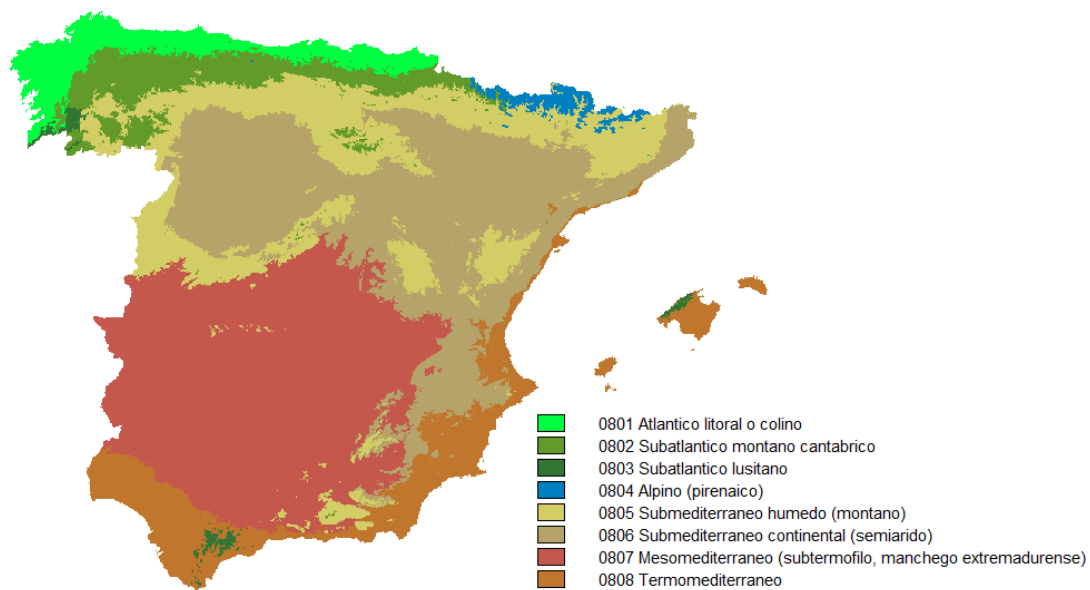 0801 Atlantico litoral o colino
0802 Subatlantico montano cantabrico
0803 Subatlantico lusitano
0804 Alpino (pirenaico)
0805 Submediterraneo humedo (montano)
0806 Submediterraneo continental (semiarido)
0807 Mesomediterraneo (subtermofilo, manchego extremadurense)
0808 Termomediterraneo